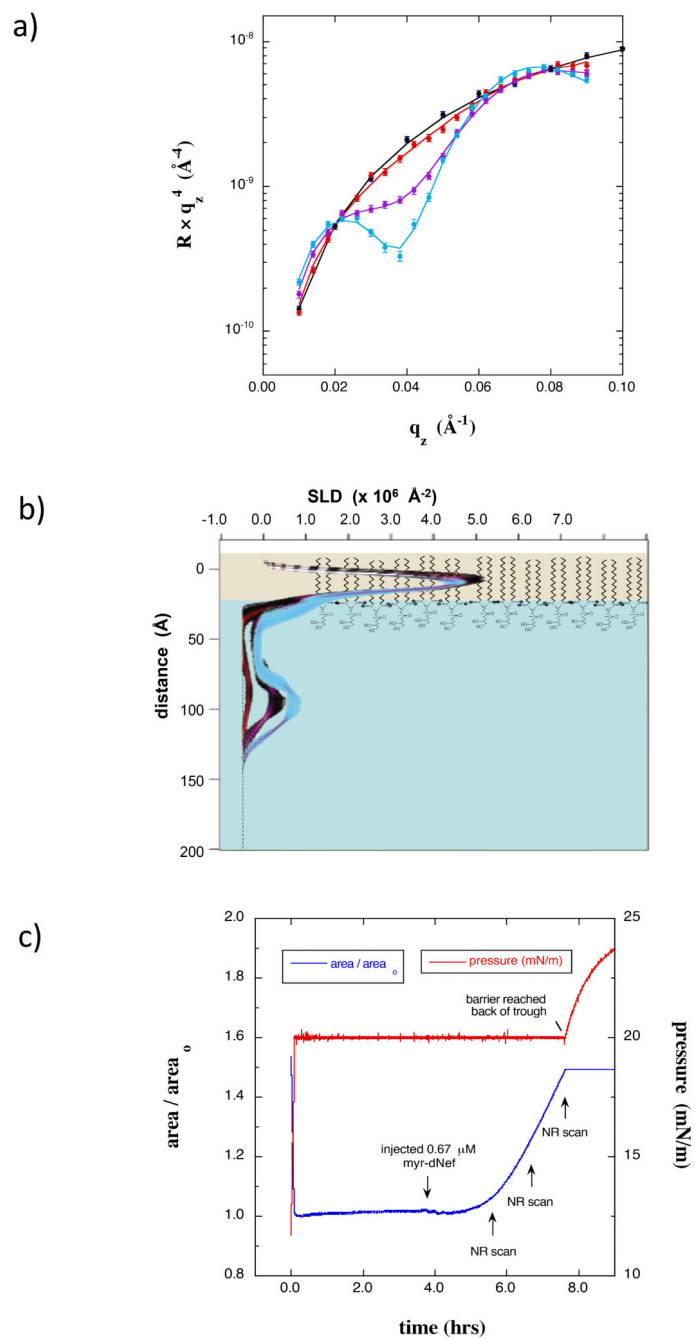 a)
10⁻⁸
10⁻⁹
10⁻¹⁰
R × q_z⁴ (Å⁻⁴)
0.00 0.02 0.04 0.06 0.08 0.10
q_z (Å⁻¹)
b)
SLD (x 10⁶ Å⁻²)
-1.0 0.0 1.0 2.0 3.0 4.0 5.0 6.0 7.0
0
50
100
150
200
distance (Å)
c)
2.0
1.8
1.6
1.4
1.2
1.0
0.8
area / area o
area / area o
pressure (mN/m)
barrier reached
back of trough
injected 0.67 μM
myr-dNef
NR scan
NR scan
NR scan
25
20
15
10
pressure (mN/m)
0.0 2.0 4.0 6.0 8.0
time (hrs)